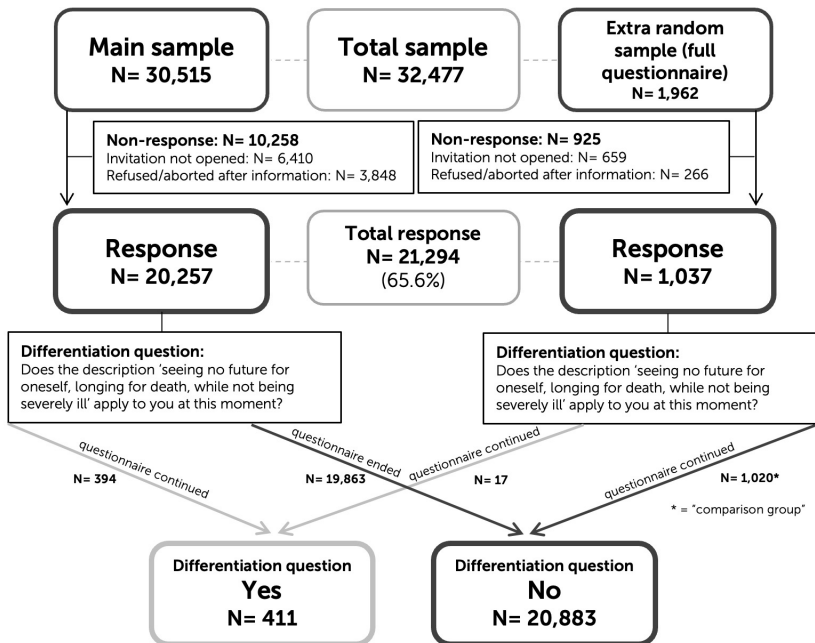 Main sample
N= 30,515
Total sample
N= 32,477
Extra random
sample (full
questionnaire)
N= 1,962
Non-response: N= 10,258
Invitation not opened: N= 6,410
Refused/aborted after information: N= 3,848
Non-response: N= 925
Invitation not opened: N= 659
Refused/aborted after information: N= 266
Response
N= 20,257
Total response
N= 21,294
(65.6%)
Response
N= 1,037
Differentiation question:
Does the description ‘seeing no future for
oneself, longing for death, while not being
severely ill’ apply to you at this moment?
Differentiation question:
Does the description ‘seeing no future for
oneself, longing for death, while not being
severely ill’ apply to you at this moment?
questionnaire continued
N= 394
questionnaire ended
N= 19,863
questionnaire continued
N= 17
questionnaire continued
N= 1,020*
* = “comparison group”
Differentiation question
Yes
N= 411
Differentiation question
No
N= 20,883